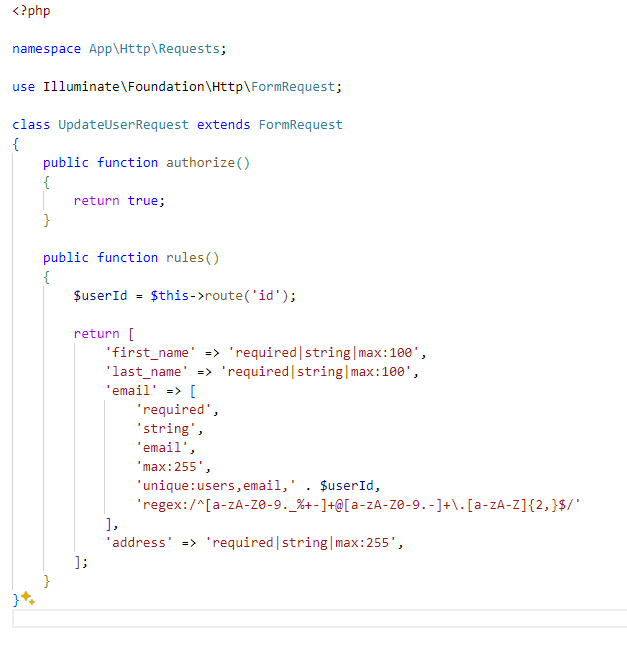 <?php
namespace App\Http\Requests;
use Illuminate\Foundation\Http\FormRequest;
class UpdateUserRequest extends FormRequest
{
    public function authorize()
    {
        return true;
    }
    public function rules()
    {
        $userId = $this->route('id');
        return [
            'first_name' => 'required|string|max:100',
            'last_name' => 'required|string|max:100',
            'email' => [
                'required',
                'string',
                'email',
                'max:255',
                'unique:users,email,' . $userId,
                'regex:/^[a-zA-Z0-9._%+-]+@[a-zA-Z0-9.-]+\.[a-zA-Z]{2,}$/'
            ],
            'address' => 'required|string|max:255',
        ];
    }
}